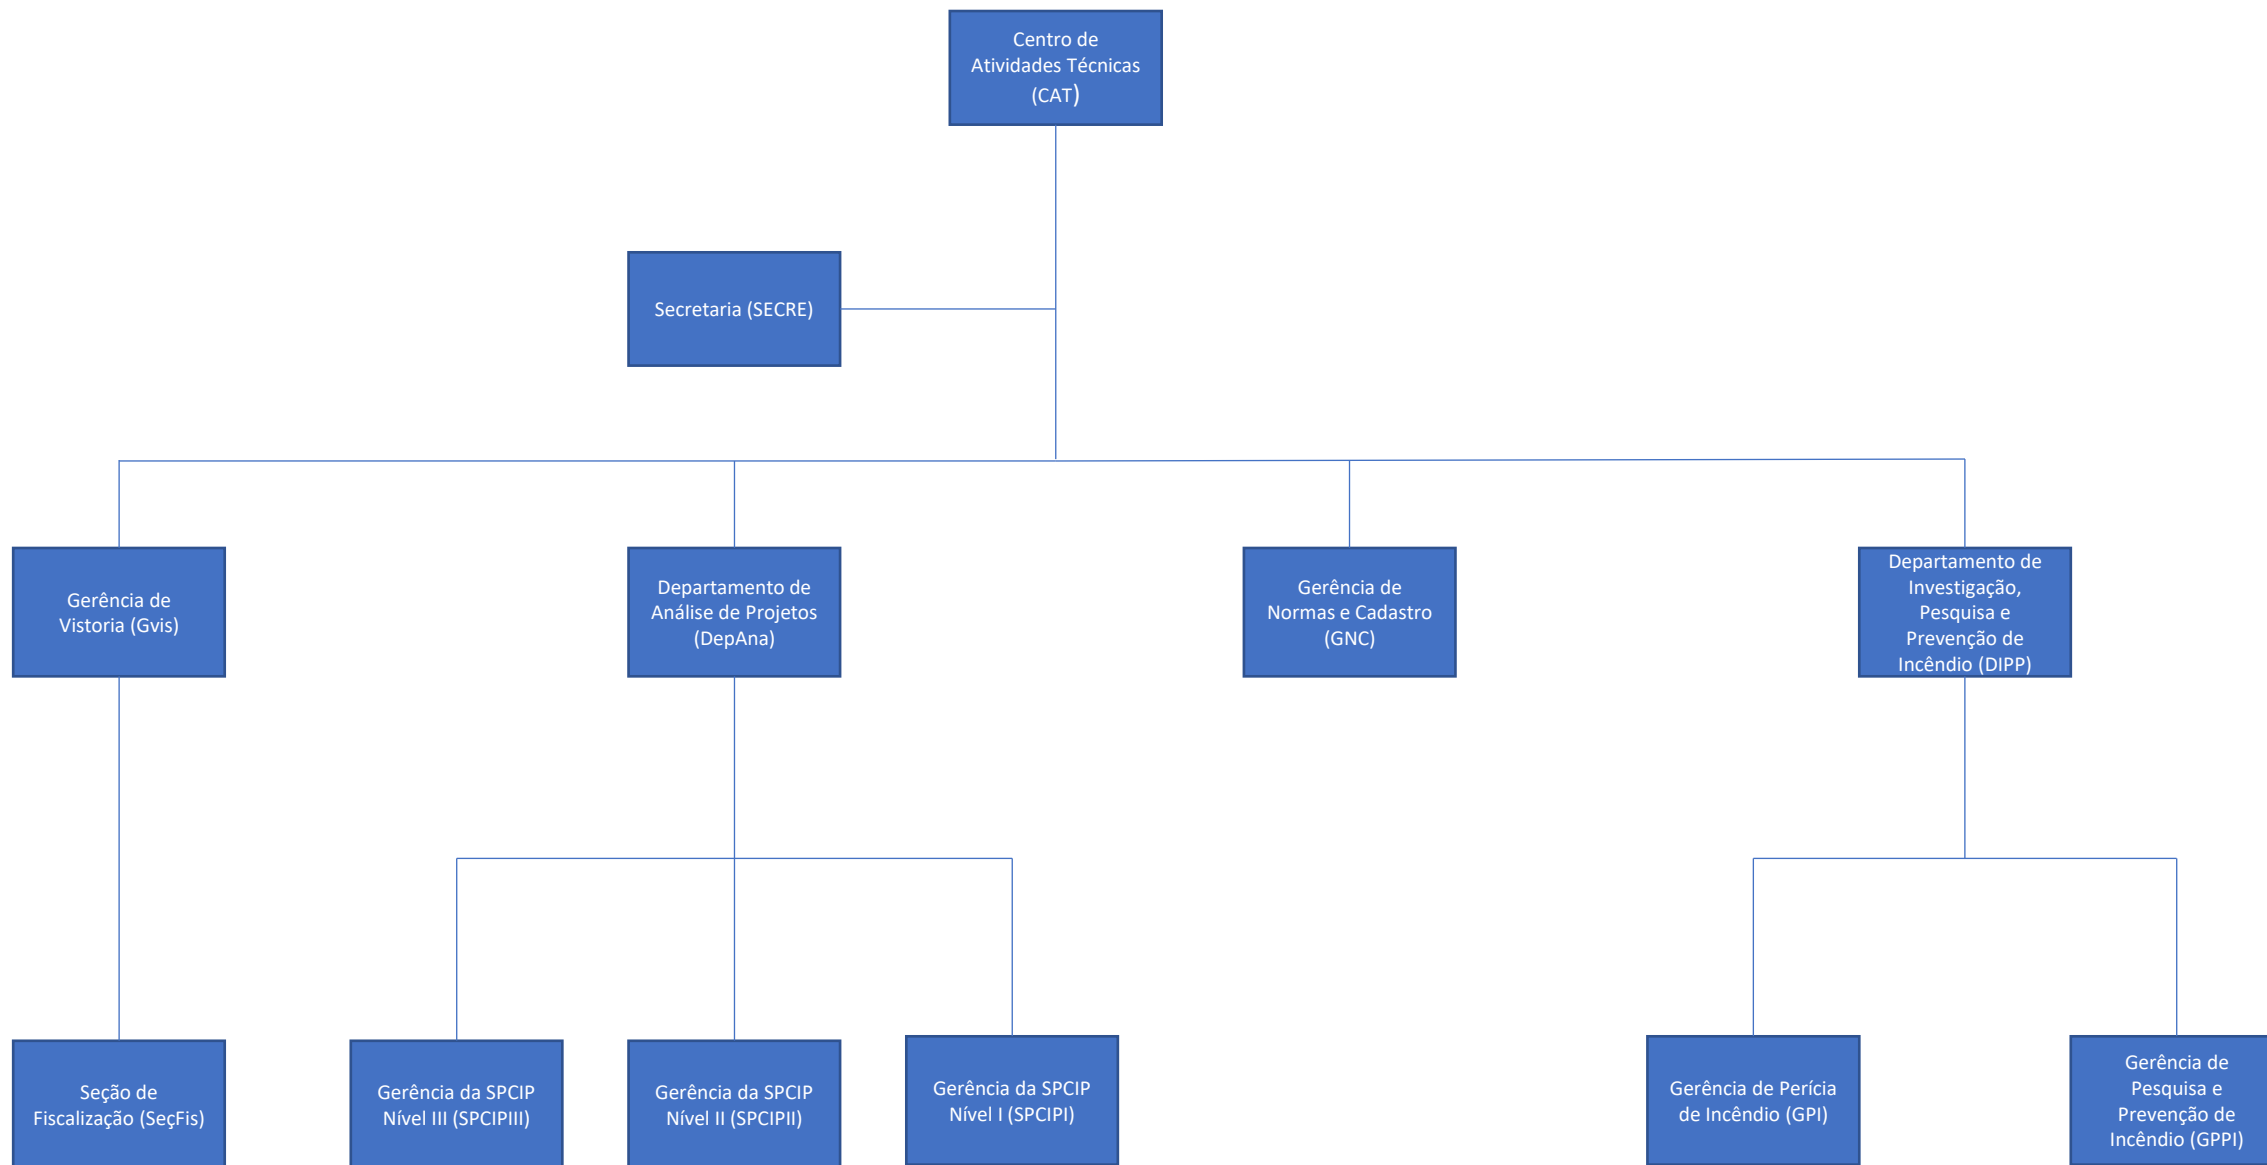 Centro de
Atividades Técnicas
(CAT)
Secretaria (SECRE)
Gerência de
Vistoria (Gvis)
Departamento de
Análise de Projetos
(DepAna)
Gerência de
Normas e Cadastro
(GNC)
Departamento de
Investigação,
Pesquisa e
Prevenção de
Incêndio (DIPP)
Seção de
Fiscalização (SeçFis)
Gerência da SPCIP
Nível III (SPCIPIII)
Gerência da SPCIP
Nível II (SPCIPII)
Gerência da SPCIP
Nível I (SPCIPI)
Gerência de Perícia
de Incêndio (GPI)
Gerência de
Pesquisa e
Prevenção de
Incêndio (GPPI)